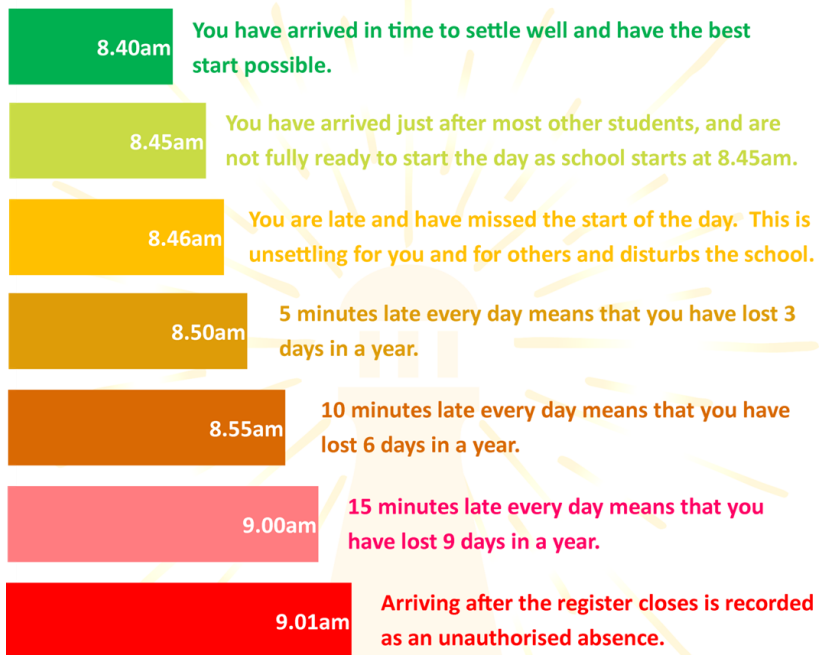 8.40am
You have arrived in time to settle well and have the best
start possible.
8.45am
You have arrived just after most other students, and are
not fully ready to start the day as school starts at 8.45am.
8.46am
You are late and have missed the start of the day.  This is
unsettling for you and for others and disturbs the school.
8.50am
5 minutes late every day means that you have lost 3
days in a year.
8.55am
10 minutes late every day means that you have
lost 6 days in a year.
9.00am
15 minutes late every day means that you
have lost 9 days in a year.
9.01am
Arriving after the register closes is recorded
as an unauthorised absence.